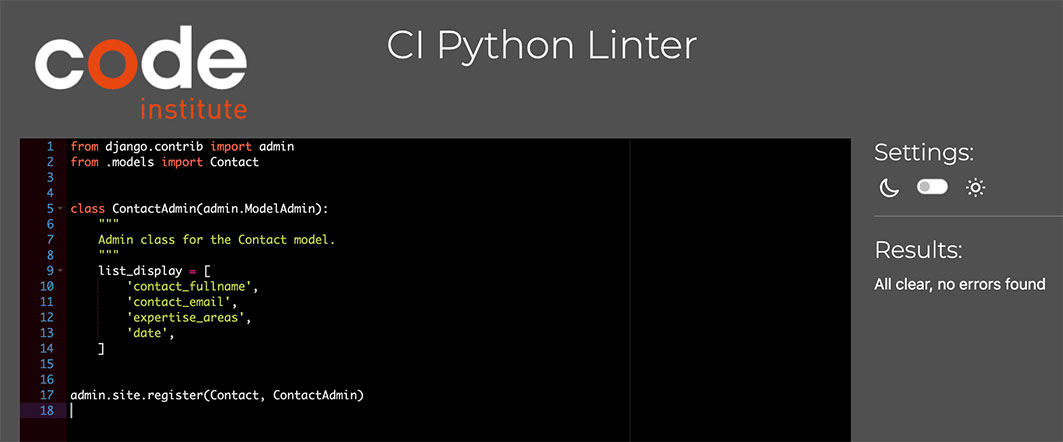 code
institute
CI Python Linter
1 from django.contrib import admin
2 from .models import Contact
3
4
5 class ContactAdmin(admin.ModelAdmin):
6     """
7     Admin class for the Contact model.
8     """
9     list_display = [
10         'contact_fullname',
11         'contact_email',
12         'expertise_areas',
13         'date',
14     ]
15
16
17 admin.site.register(Contact, ContactAdmin)
18
Settings:
Results:
All clear, no errors found